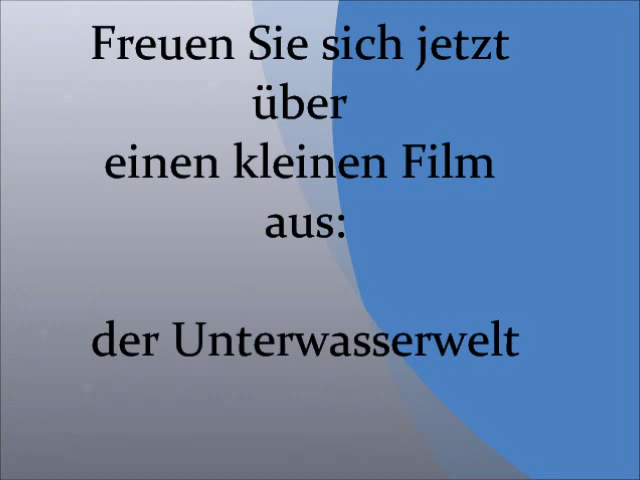 Freuen Sie sich jetzt
über
einen kleinen Film
aus:
der Unterwasserwelt